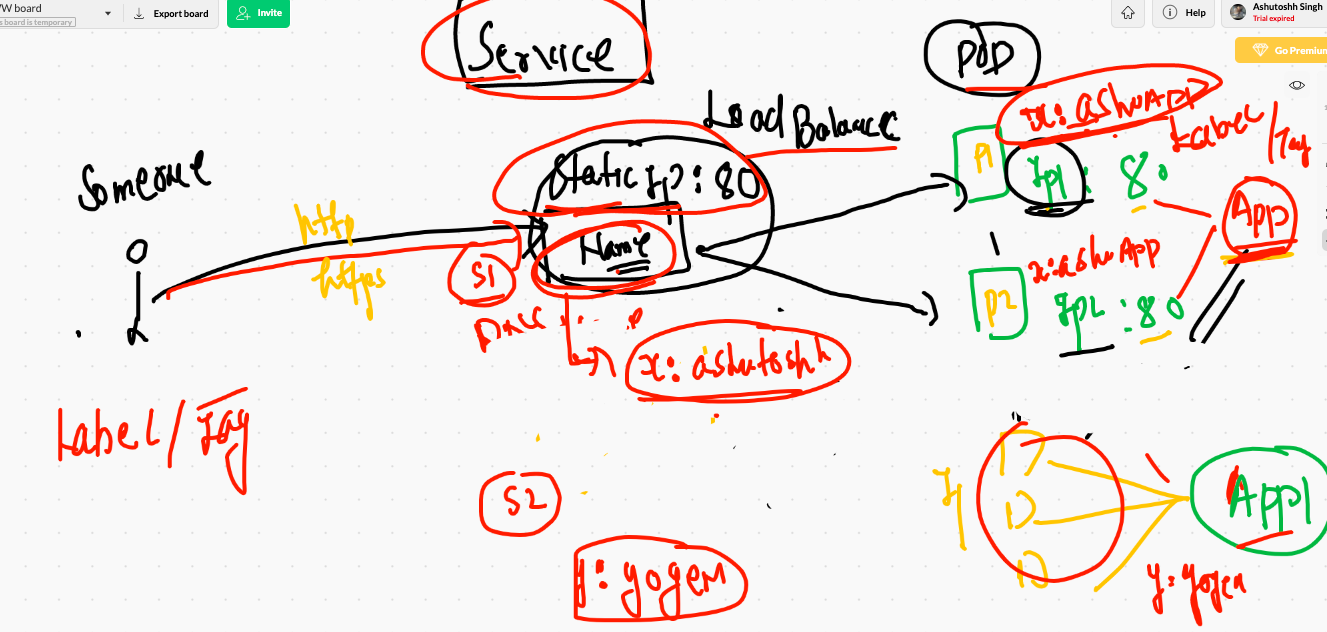 W board
s board is temporary
Export board
Invite
Help
Ashutoshh Singh
Trial expired
Go Premium
Service
POD
x: ashuApp
Label/Tag
Load Balance
Someone
Static IP : 80
P1
IP1 : 80
App
http
https
Name
S1
x: ashuApp
P2
IP2 : 80
x: ashutoshh
Label/Tag
S2
App1
y: yogen
y: yogen